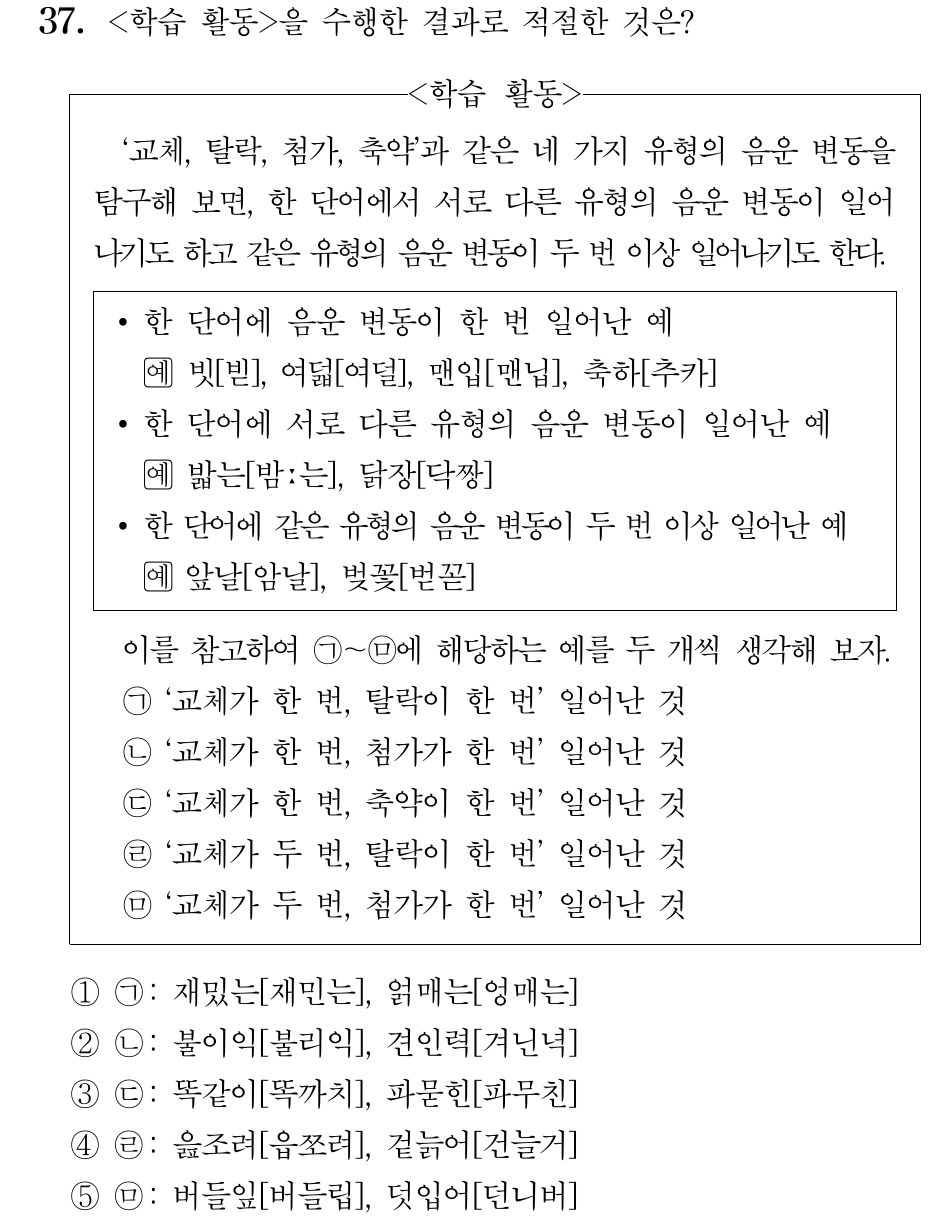 37. <학습 활동>을 수행한 결과로 적절한 것은?
<학습 활동>
‘교체, 탈락, 첨가, 축약’과 같은 네 가지 유형의 음운 변동을
탐구해 보면, 한 단어에서 서로 다른 유형의 음운 변동이 일어
나기도 하고 같은 유형의 음운 변동이 두 번 이상 일어나기도 한다.
• 한 단어에 음운 변동이 한 번 일어난 예
예 빗[빋], 여덟[여덜], 맨입[맨닙], 축하[추카]
• 한 단어에 서로 다른 유형의 음운 변동이 일어난 예
예 밟는[밤ː는], 닭장[닥짱]
• 한 단어에 같은 유형의 음운 변동이 두 번 이상 일어난 예
예 앞날[암날], 벚꽃[벋꼳]
이를 참고하여 ㉠~㉤에 해당하는 예를 두 개씩 생각해 보자.
㉠ ‘교체가 한 번, 탈락이 한 번’ 일어난 것
㉡ ‘교체가 한 번, 첨가가 한 번’ 일어난 것
㉢ ‘교체가 한 번, 축약이 한 번’ 일어난 것
㉣ ‘교체가 두 번, 탈락이 한 번’ 일어난 것
㉤ ‘교체가 두 번, 첨가가 한 번’ 일어난 것
① ㉠: 재밌는[재민는], 얽매는[엉매는]
② ㉡: 불이익[불리익], 견인력[겨닌녁]
③ ㉢: 똑같이[똑까치], 파묻힌[파무친]
④ ㉣: 읊조려[읍쪼려], 겉늙어[건늘거]
⑤ ㉤: 버들잎[버들립], 덧입어[던니버]